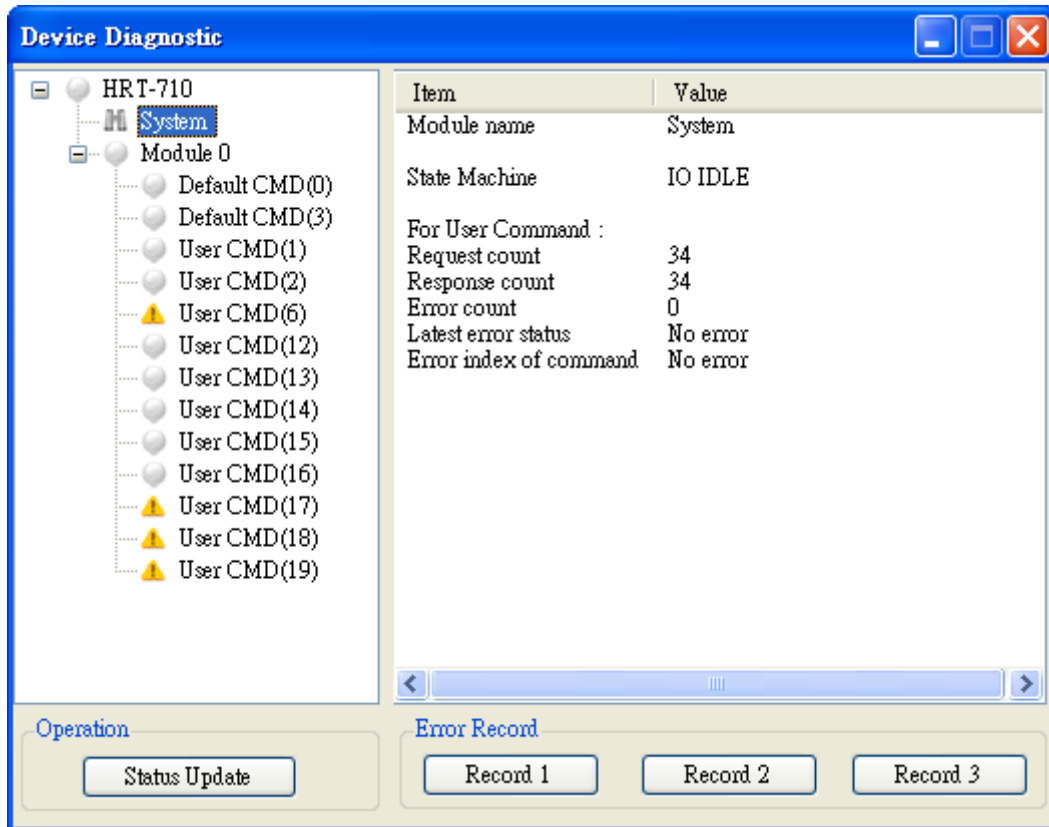 Device Diagnostic
HRT-710
System
Module 0
Default CMD(0)
Default CMD(3)
User CMD(1)
User CMD(2)
User CMD(6)
User CMD(12)
User CMD(13)
User CMD(14)
User CMD(15)
User CMD(16)
User CMD(17)
User CMD(18)
User CMD(19)
Item Value
Module name System
State Machine IO IDLE
For User Command :
Request count 34
Response count 34
Error count 0
Latest error status No error
Error index of command No error
Operation
Status Update
Error Record
Record 1 Record 2 Record 3